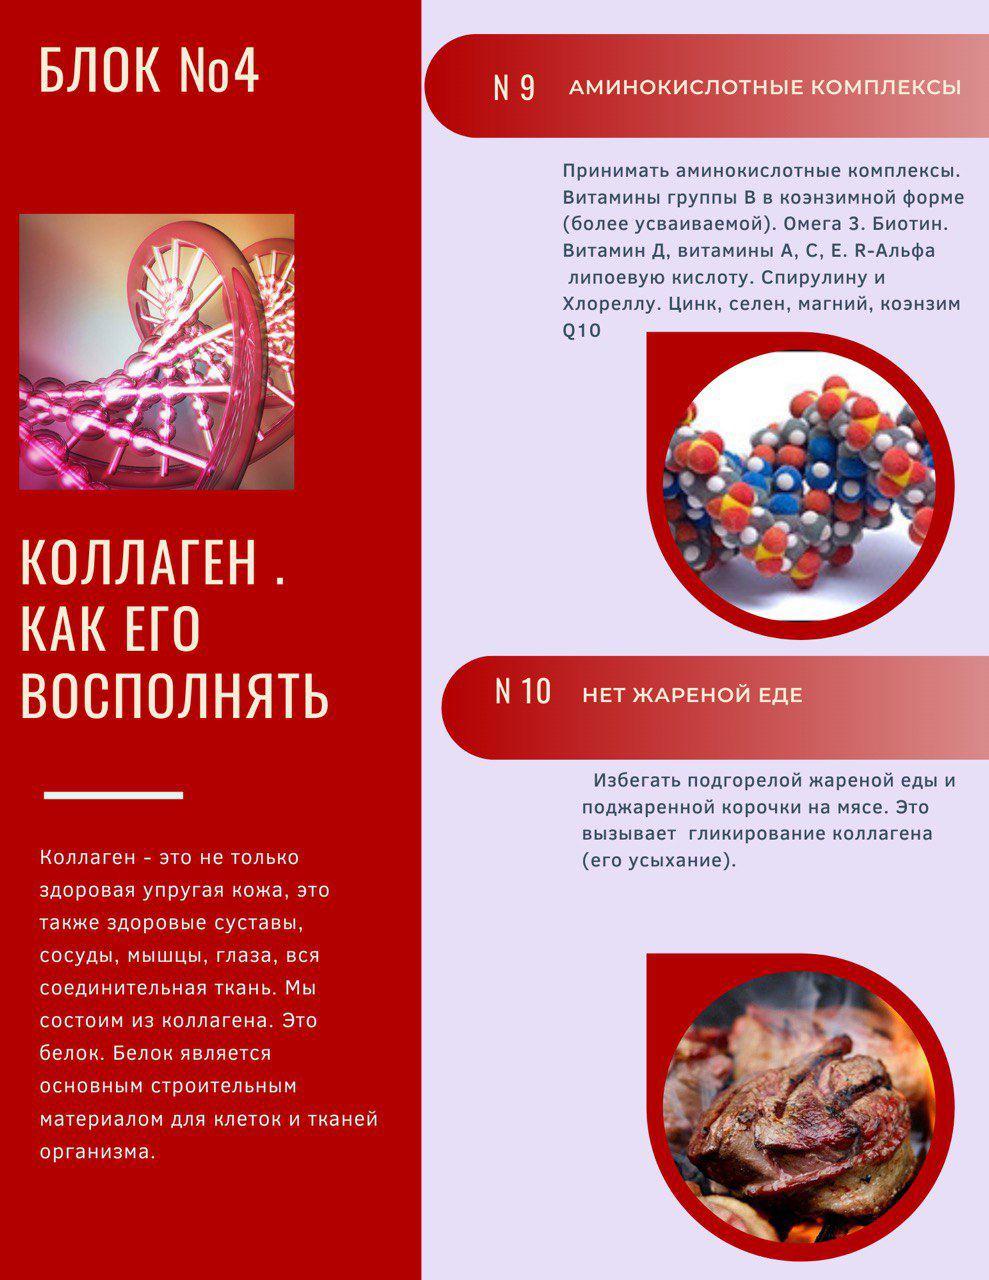 БЛОК №4
КОЛЛАГЕН .
КАК ЕГО
ВОСПОЛНЯТЬ
Коллаген - это не только
здоровая упругая кожа, это
также здоровые суставы,
сосуды, мышцы, глаза, вся
соединительная ткань. Мы
состоим из коллагена. Это
белок. Белок является
основным строительным
материалом для клеток и тканей
организма.
N 9 АМИНОКИСЛОТНЫЕ КОМПЛЕКСЫ
Принимать аминокислотные комплексы.
Витамины группы В в коэнзимной форме
(более усваиваемой). Омега 3. Биотин.
Витамин Д, витамины А, С, Е. R-Альфа
липоевую кислоту. Спирулину и
Хлореллу. Цинк, селен, магний, коэнзим
Q10
N 10 НЕТ ЖАРЕНОЙ ЕДЕ
Избегать подгорелой жареной еды и
поджаренной корочки на мясе. Это
вызывает гликирование коллагена
(его усыхание).